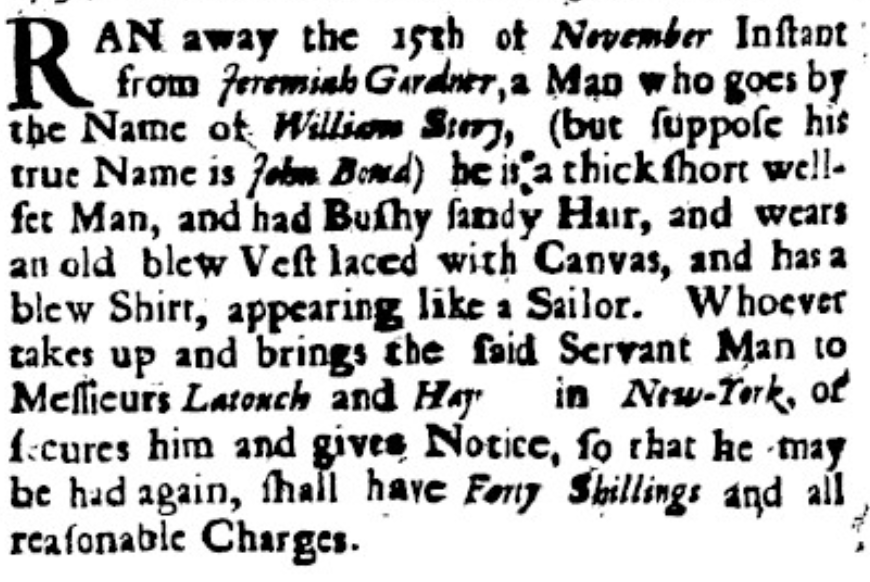 RAN away the 15th of November Inſtant
from Jeremiah Gardner, a Man who goes by
the Name of William Story, (but ſuppoſe his
true Name is John Bond) he is a thick ſhort well-
ſet Man, and had Buſhy ſandy Hair, and wears
an old blew Veſt laced with Canvas, and has a
blew Shirt, appearing like a Sailor. Whoever
takes up and brings the ſaid Servant Man to
Meſſieurs Latouch and Hay in New-York, or
ſecures him and gives Notice, ſo that he may
be had again, ſhall have Forty Shillings and all
reaſonable Charges.